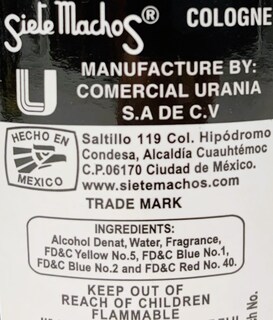 Siete Machos® COLOGNE
MANUFACTURE BY:
COMERCIAL URANIA
S.A DE C.V
HECHO EN
MEXICO
Saltillo 119 Col. Hipódromo
Condesa, Alcaldía Cuauhtémoc
C.P.06170 Ciudad de México.
www.sietemachos.com
TRADE MARK
INGREDIENTS:
Alcohol Denat, Water, Fragrance,
FD&C Yellow No.5, FD&C Blue No.1,
FD&C Blue No.2 and FD&C Red No. 40.
KEEP OUT OF
REACH OF CHILDREN
FLAMMABLE